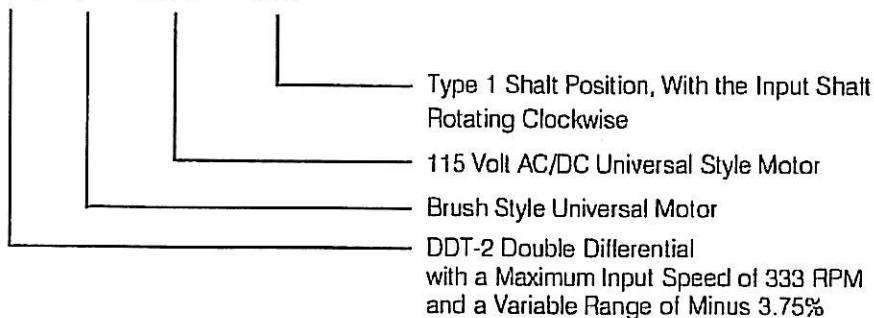 Type 1 Shaft Position, With the Input Shaft
Rotating Clockwise
115 Volt AC/DC Universal Style Motor
Brush Style Universal Motor
DDT-2 Double Differential
with a Maximum Input Speed of 333 RPM
and a Variable Range of Minus 3.75%